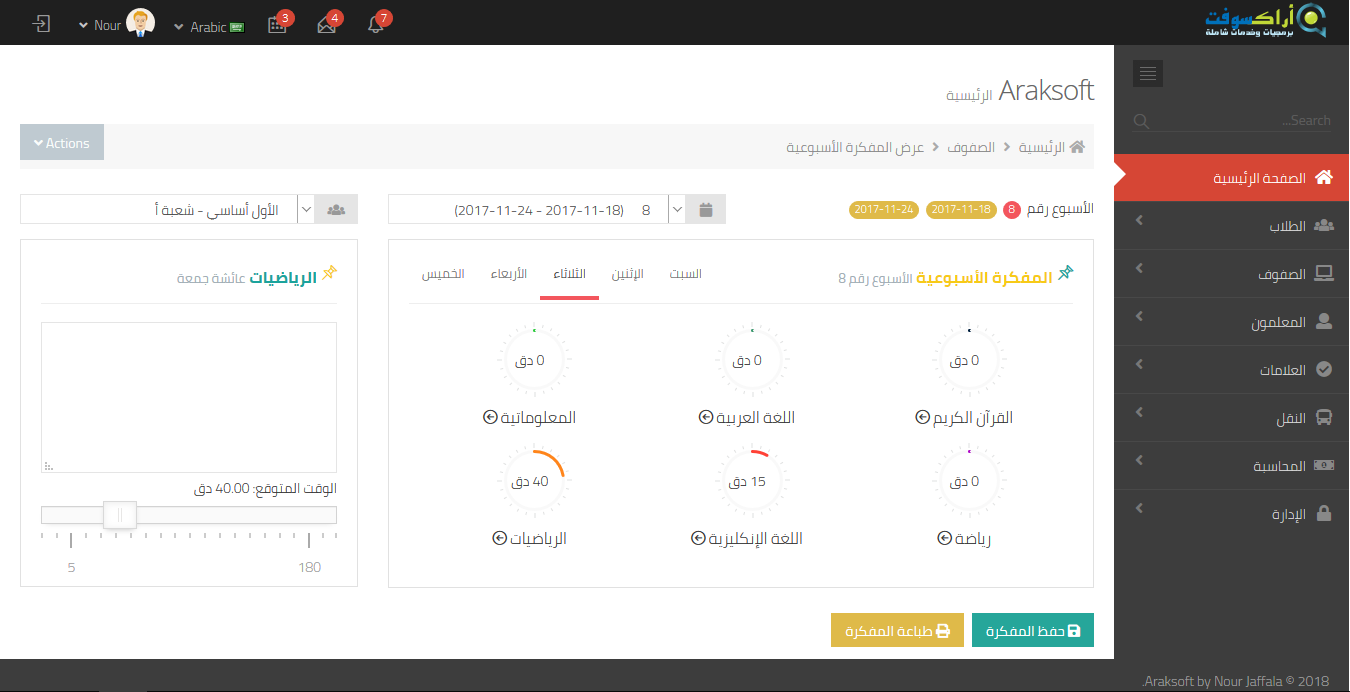 أراكسوفت
برمجيات وخدمات شاملة
7
4
3
Arabic
Nour
Search...
الصفحة الرئيسية
الطلاب
الصفوف
المعلمون
العلامات
النقل
المحاسبة
الإدارة
Araksoft الرئيسية
الرئيسية
الصفوف
عرض المفكرة الأسبوعية
Actions
الأسبوع رقم 8 2017-11-18 2017-11-24
8 (2017-11-24 - 2017-11-18)
الأول أساسي - شعبة أ
المفكرة الأسبوعية الأسبوع رقم 8
السبت
الإثنين
الثلاثاء
الأربعاء
الخميس
0 دق
0 دق
0 دق
القرآن الكريم
اللغة العربية
المعلوماتية
0 دق
15 دق
40 دق
رياضة
اللغة الإنكليزية
الرياضيات
الرياضيات عائشة جمعة
الوقت المتوقع: 40.00 دق
5
180
حفظ المفكرة
طباعة المفكرة
2018 © Araksoft by Nour Jaffala.